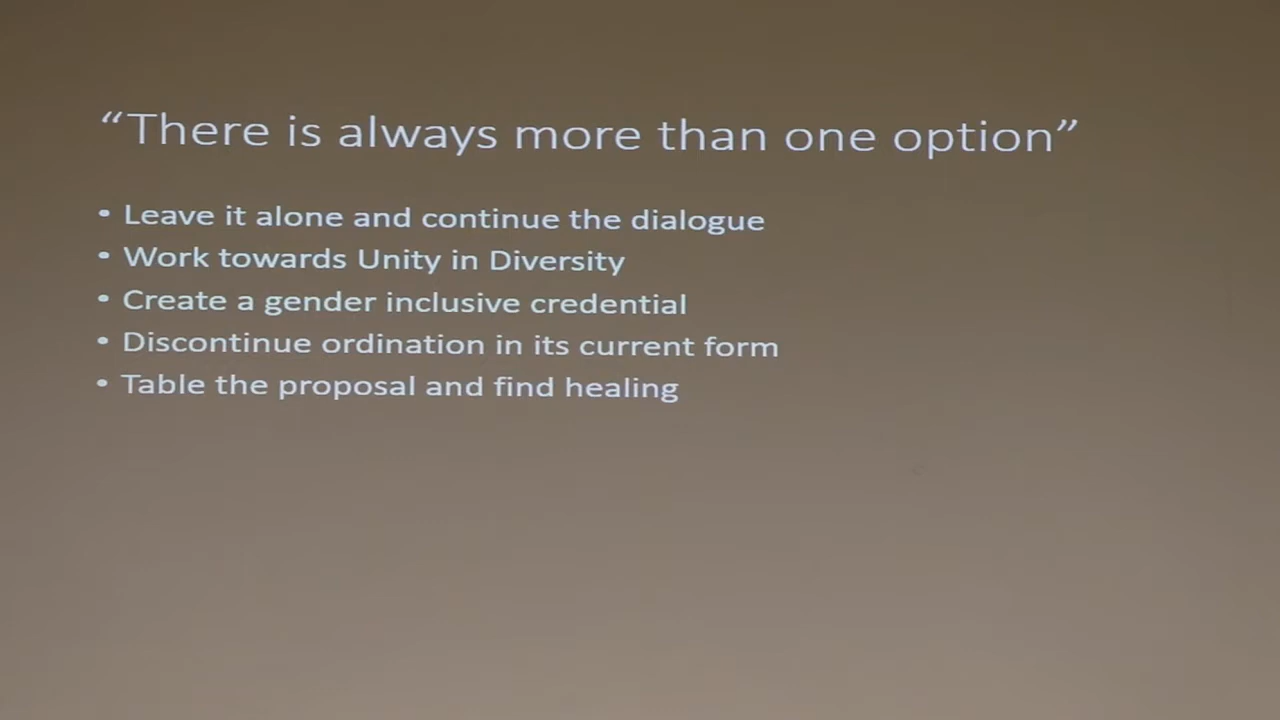 “There is always more than one option”
• Leave it alone and continue the dialogue
• Work towards Unity in Diversity
• Create a gender inclusive credential
• Discontinue ordination in its current form
• Table the proposal and find healing